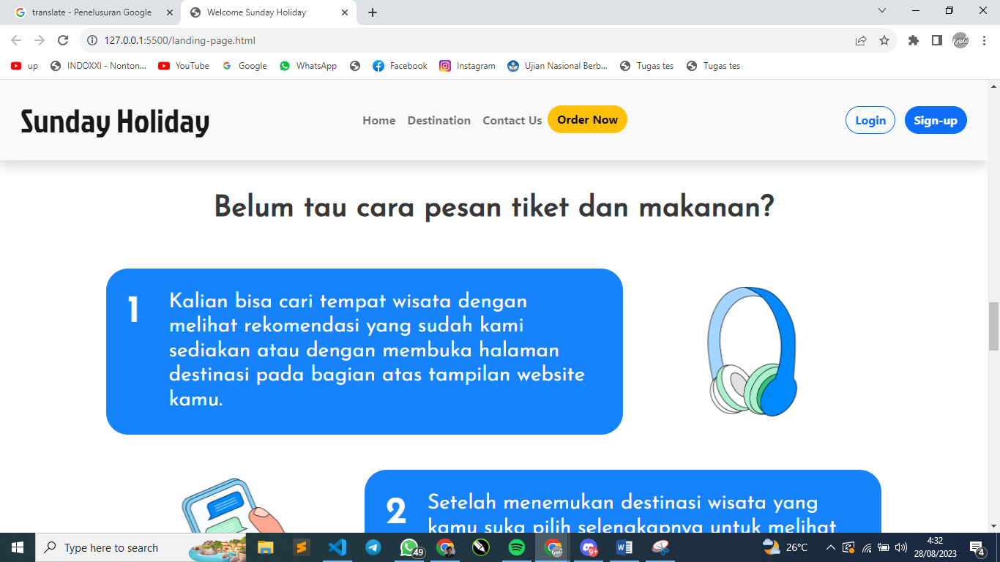 translate - Penelusuran Google
Welcome Sunday Holiday
127.0.0.1:5500/landing-page.html
up
INDOXXI - Nonton...
YouTube
Google
WhatsApp
Facebook
Instagram
Ujian Nasional Berb...
Tugas tes
Tugas tes
Sunday Holiday
Home
Destination
Contact Us
Order Now
Login
Sign-up
Belum tau cara pesan tiket dan makanan?
1
Kalian bisa cari tempat wisata dengan
melihat rekomendasi yang sudah kami
sediakan atau dengan membuka halaman
destinasi pada bagian atas tampilan website
kamu.
2
Setelah menemukan destinasi wisata yang
kamu suka pilih selengkapnya untuk melihat
Type here to search
49
9+
26°C
4:32
28/08/2023
4